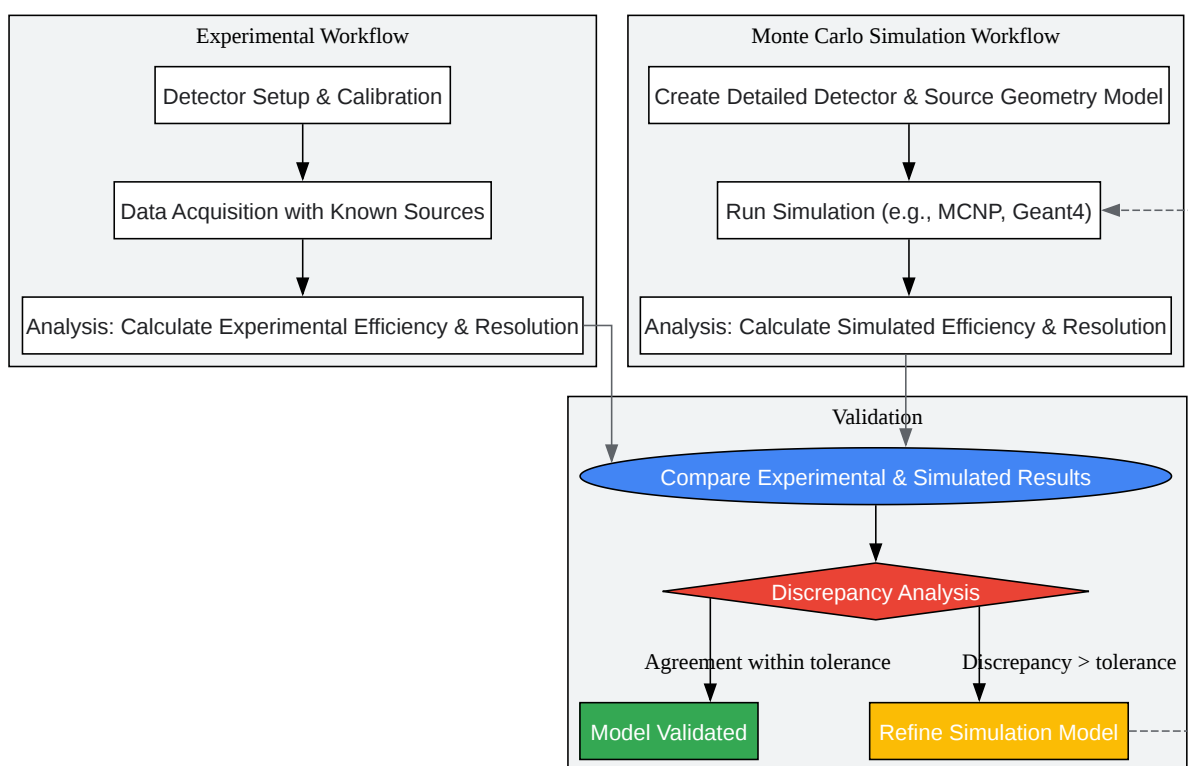 Experimental Workflow
Detector Setup & Calibration
Data Acquisition with Known Sources
Analysis: Calculate Experimental Efficiency & Resolution
Monte Carlo Simulation Workflow
Create Detailed Detector & Source Geometry Model
Run Simulation (e.g., MCNP, Geant4)
Analysis: Calculate Simulated Efficiency & Resolution
Validation
Compare Experimental & Simulated Results
Discrepancy Analysis
Agreement within tolerance
Discrepancy > tolerance
Model Validated
Refine Simulation Model